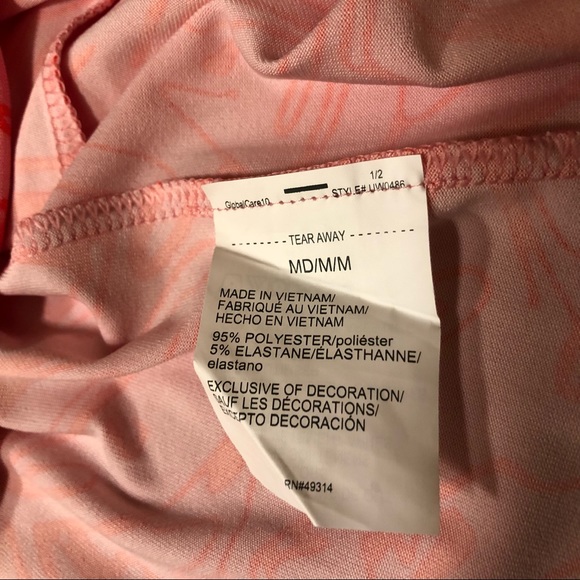 1/2
GlobalCare10 STYLE# UW0486
TEAR AWAY
MD/M/M
MADE IN VIETNAM/
FABRIQUÉ AU VIETNAM/
HECHO EN VIETNAM
95% POLYESTER/poliéster
5% ELASTANE/ÉLASTHANNE/
elastano
EXCLUSIVE OF DECORATION/
SAUF LES DÉCORATIONS/
EXCEPTO DECORACIÓN
RN#49314